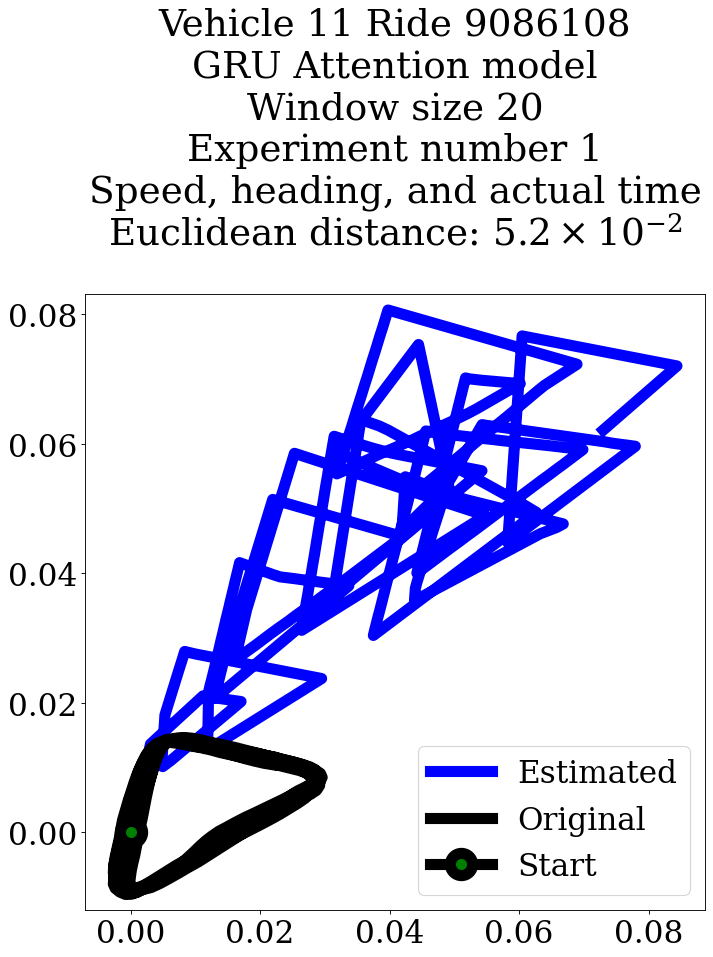 Vehicle 11 Ride 9086108
GRU Attention model
Window size 20
Experiment number 1
Speed, heading, and actual time
Euclidean distance: 5.2 × 10⁻²
0.08
0.06
0.04
0.02
0.00
Estimated
Original
Start
0.00 0.02 0.04 0.06 0.08